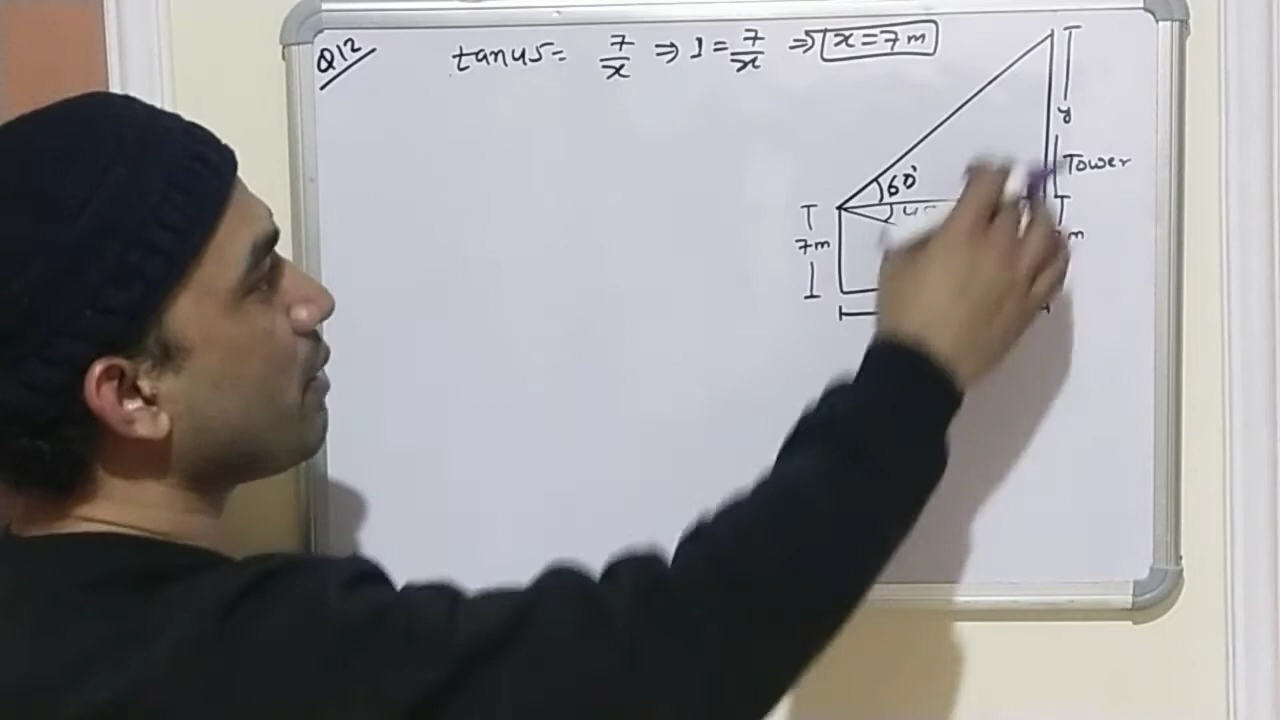 Q12
tan45= 7/x ⇒ 1 = 7/x ⇒ x = 7m
y
Tower
60°
7m
m